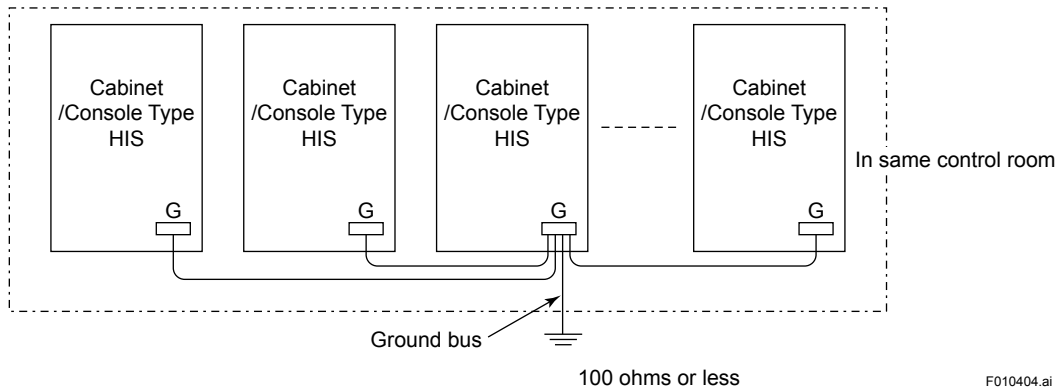 Cabinet
/Console Type
HIS
Cabinet
/Console Type
HIS
Cabinet
/Console Type
HIS
Cabinet
/Console Type
HIS
In same control room
G
G
G
G
Ground bus
100 ohms or less
F010404.ai